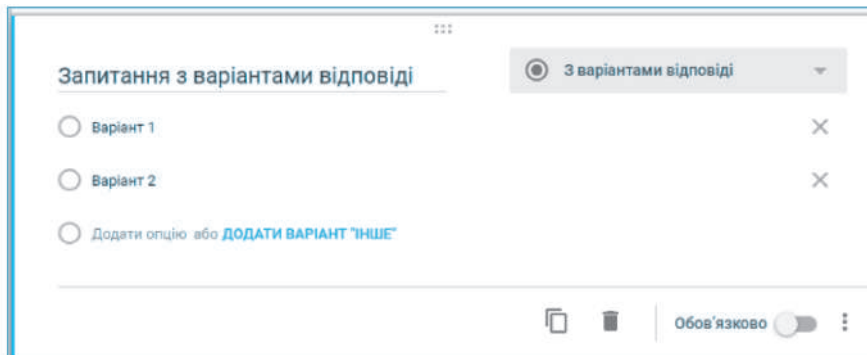 Запитання з варіантами відповіді
З варіантами відповіді
Варіант 1
Варіант 2
Додати опцію або ДОДАТИ ВАРІАНТ "ІНШЕ"
Обов'язково